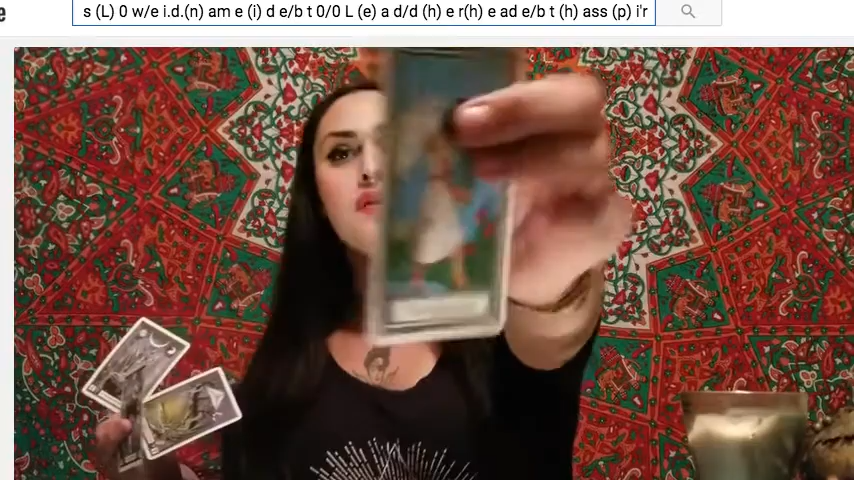 e
s (L) 0 w/e i.d.(n) am e (i) d e/b t 0/0 L (e) a d/d (h) e r(h) e ad e/b t (h) ass (p) i'r